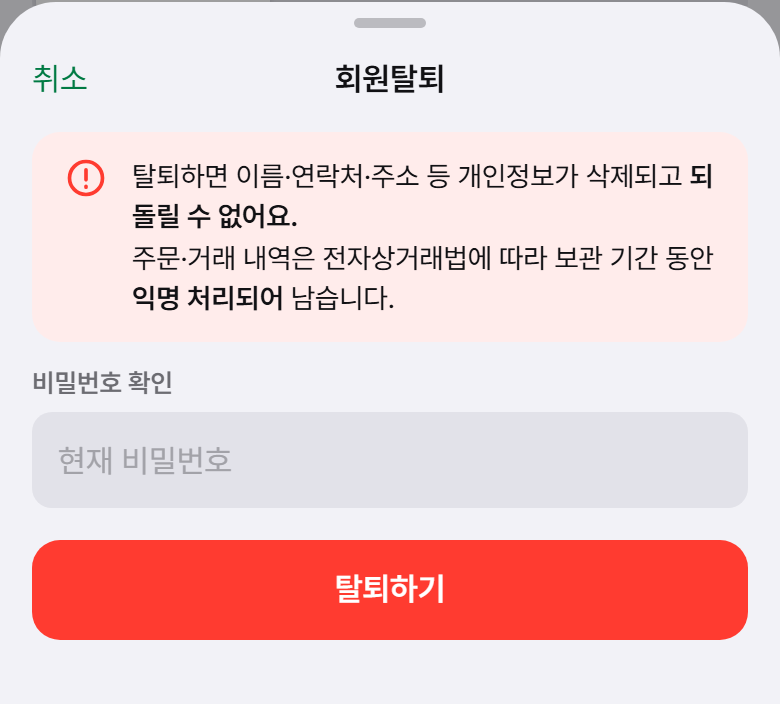 취소
회원탈퇴
탈퇴하면 이름·연락처·주소 등 개인정보가 삭제되고 되
돌릴 수 없어요.
주문·거래 내역은 전자상거래법에 따라 보관 기간 동안
익명 처리되어 남습니다.
비밀번호 확인
현재 비밀번호
탈퇴하기